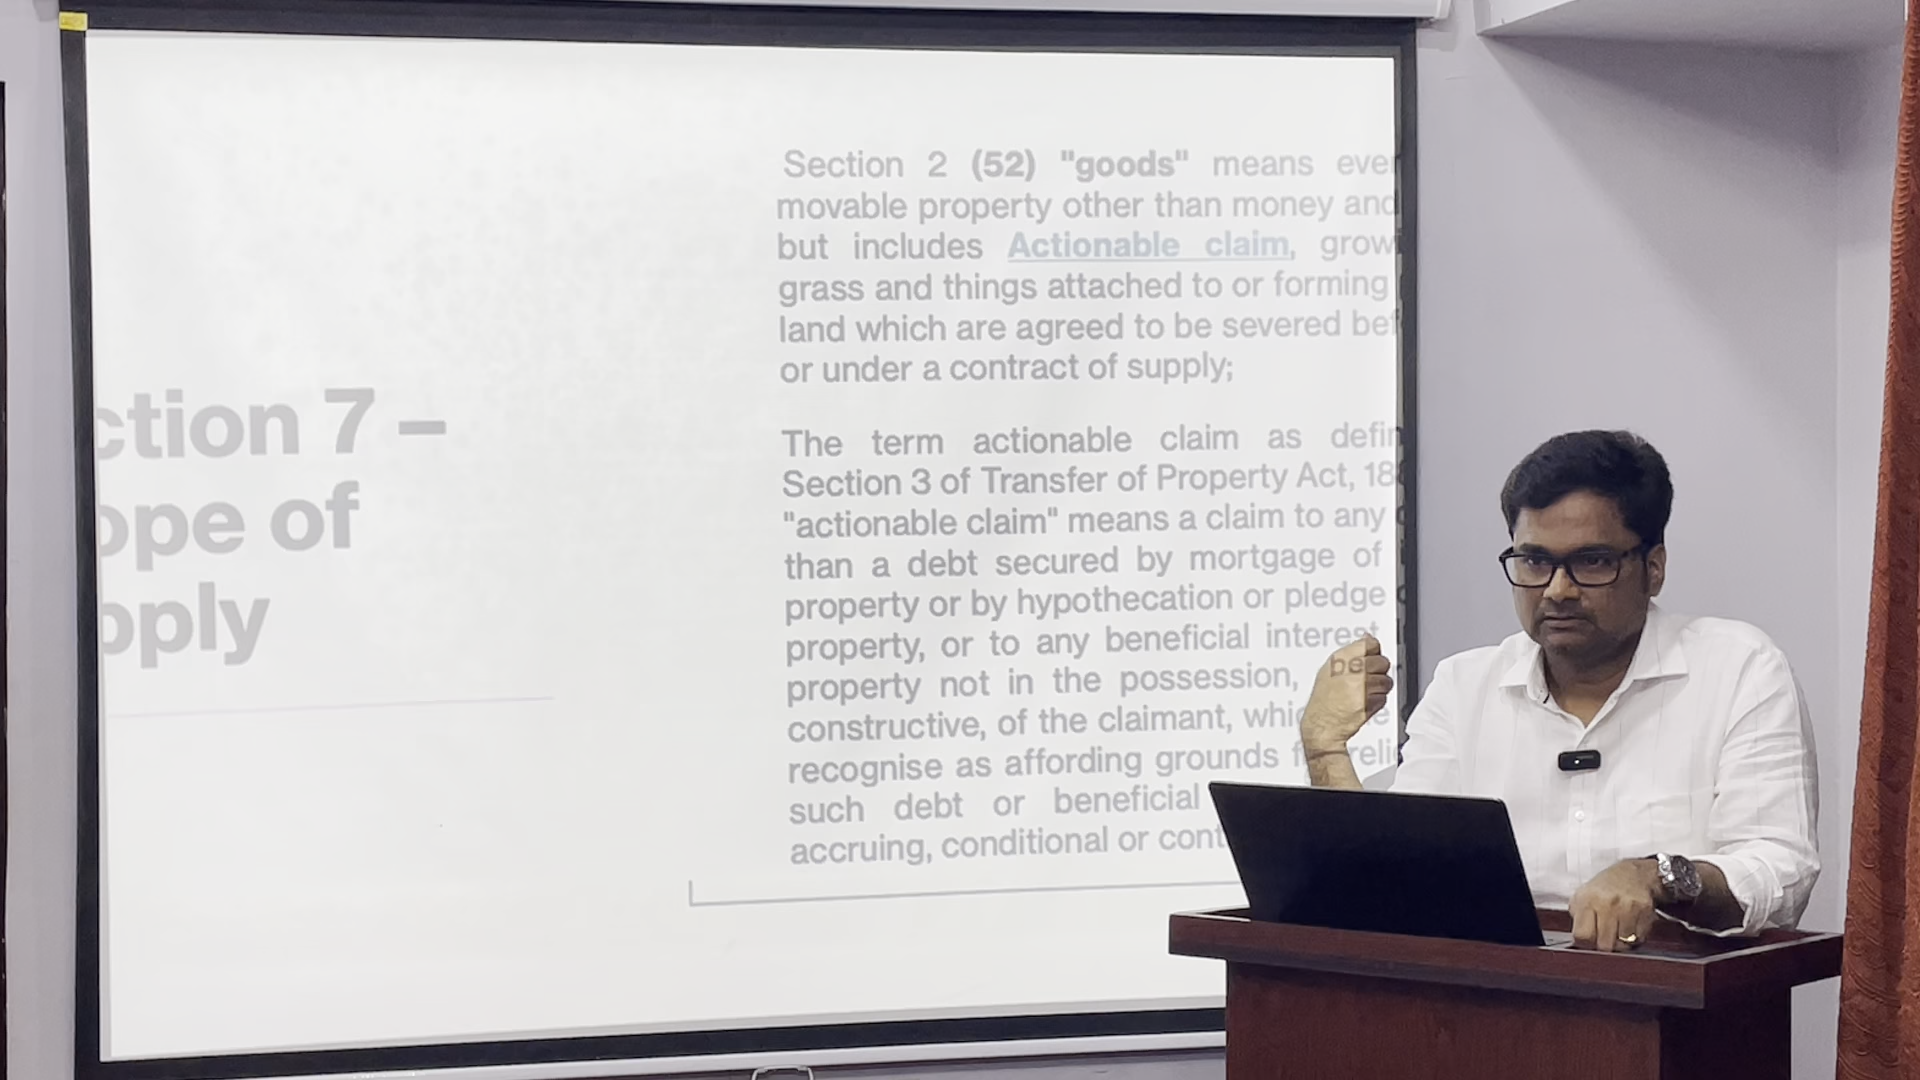 ction 7 –
ope of
pply
Section 2 (52) "goods" means ever
movable property other than money and
but includes Actionable claim, growi
grass and things attached to or forming
land which are agreed to be severed bef
or under a contract of supply;
The term actionable claim as defin
Section 3 of Transfer of Property Act, 188
"actionable claim" means a claim to any
than a debt secured by mortgage of
property or by hypothecation or pledge
property, or to any beneficial interest
property not in the possession,
constructive, of the claimant, whic
recognise as affording grounds f relie
such debt or beneficial
accruing, conditional or cont